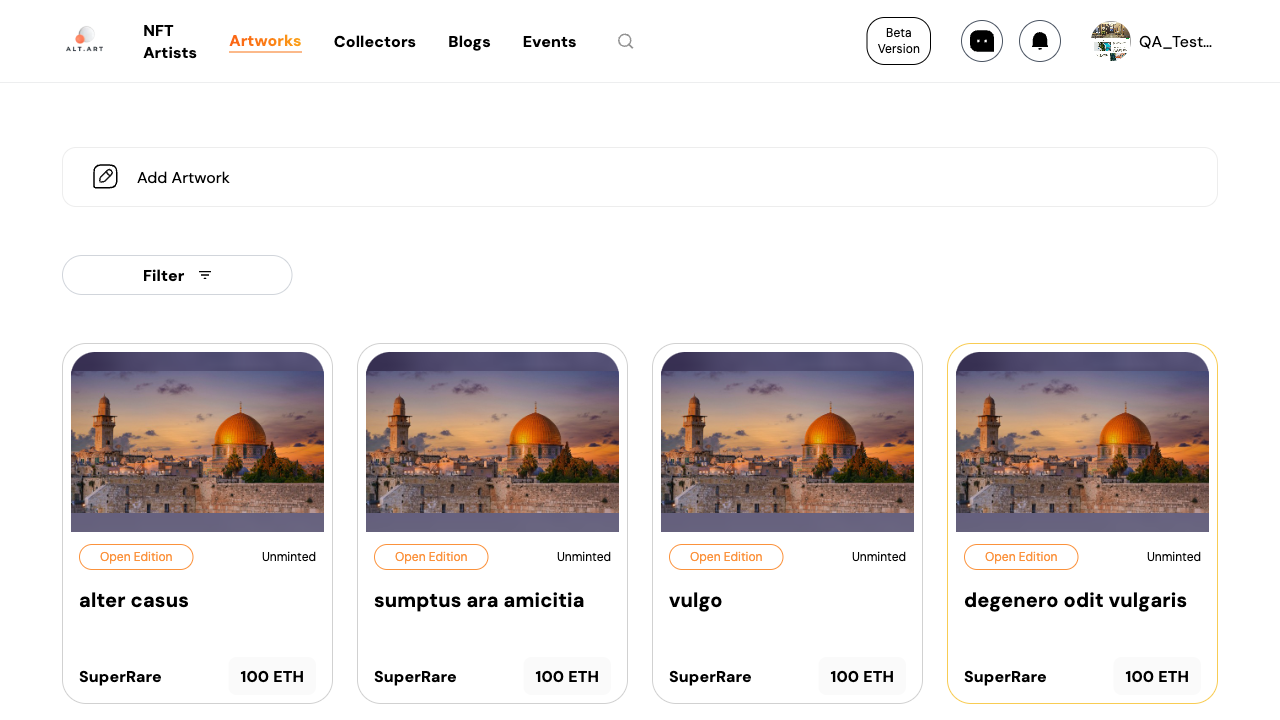 ALT.ART
NFT
Artists
Artworks
Collectors
Blogs
Events
Beta
Version
QA_Test...
Add Artwork
Filter
Open Edition
Unminted
alter casus
SuperRare
100 ETH
Open Edition
Unminted
sumptus ara amicitia
SuperRare
100 ETH
Open Edition
Unminted
vulgo
SuperRare
100 ETH
Open Edition
Unminted
degenero odit vulgaris
SuperRare
100 ETH